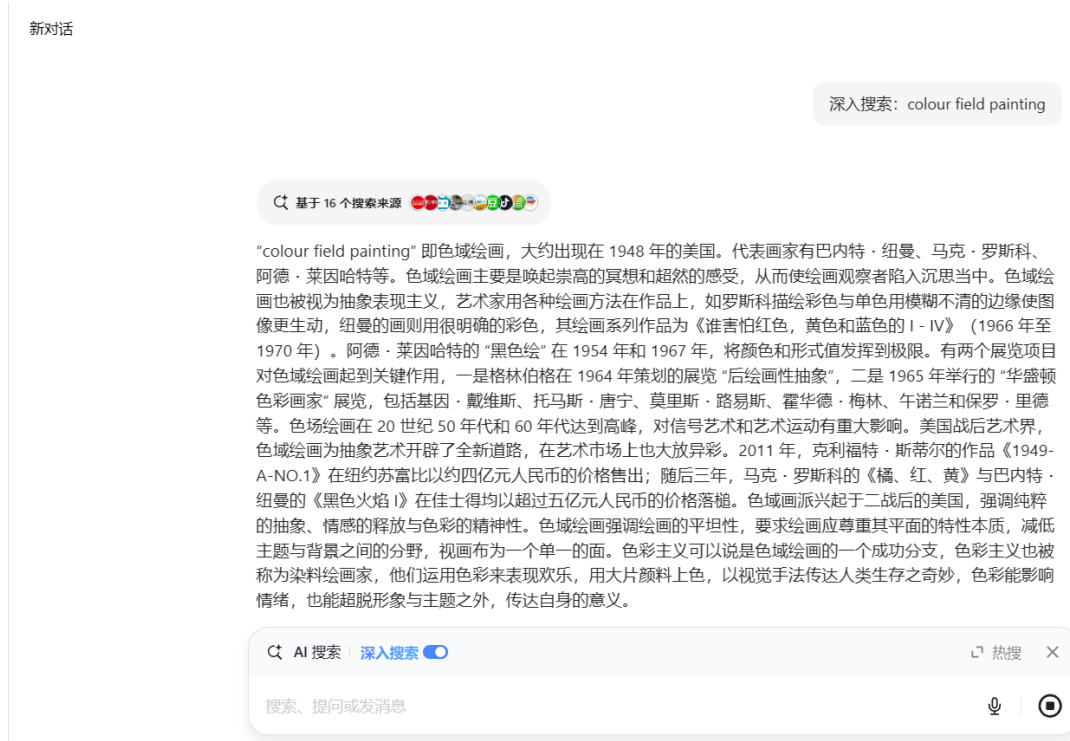 新对话
深入搜索：colour field painting
基于 16 个搜索来源
“colour field painting” 即色域绘画，大约出现在 1948 年的美国。代表画家有巴内特 · 纽曼、马克 · 罗斯科、
阿德 · 莱因哈特等。色域绘画主要是唤起崇高的冥想和超然的感受，从而使绘画观察者陷入沉思当中。色域绘
画也被视为抽象表现主义，艺术家用各种绘画方法在作品上，如罗斯科描绘彩色与单色用模糊不清的边缘使图
像更生动，纽曼的画则用很明确的彩色，其绘画系列作品为《谁害怕红色，黄色和蓝色的 I - IV》（1966 年至
1970 年）。阿德 · 莱因哈特的 “黑色绘” 在 1954 年和 1967 年，将颜色和形式值发挥到极限。有两个展览项目
对色域绘画起到关键作用，一是格林伯格在 1964 年策划的展览 “后绘画性抽象”，二是 1965 年举行的 “华盛顿
色彩画家” 展览，包括基因 · 戴维斯、托马斯 · 唐宁、莫里斯 · 路易斯、霍华德 · 梅林、午诺兰和保罗 · 里德
等。色场绘画在 20 世纪 50 年代和 60 年代达到高峰，对信号艺术和艺术运动有重大影响。美国战后艺术界，
色域绘画为抽象艺术开辟了全新道路，在艺术市场上也大放异彩。2011 年，克利福特 · 斯蒂尔的作品《1949-
A-NO.1》在纽约苏富比以约四亿元人民币的价格售出；随后三年，马克 · 罗斯科的《橘、红、黄》与巴内特 ·
纽曼的《黑色火焰 I》在佳士得均以超过五亿元人民币的价格落槌。色域画派兴起于二战后的美国，强调纯粹
的抽象、情感的释放与色彩的精神性。色域绘画强调绘画的平坦性，要求绘画应尊重其平面的特性本质，减低
主题与背景之间的分野，视画布为一个单一的面。色彩主义可以说是色域绘画的一个成功分支，色彩主义也被
称为染料绘画家，他们运用色彩来表现欢乐，用大片颜料上色，以视觉手法传达人类生存之奇妙，色彩能影响
情绪，也能超脱形象与主题之外，传达自身的意义。
AI 搜索 深入搜索 热搜
搜索、提问或发消息